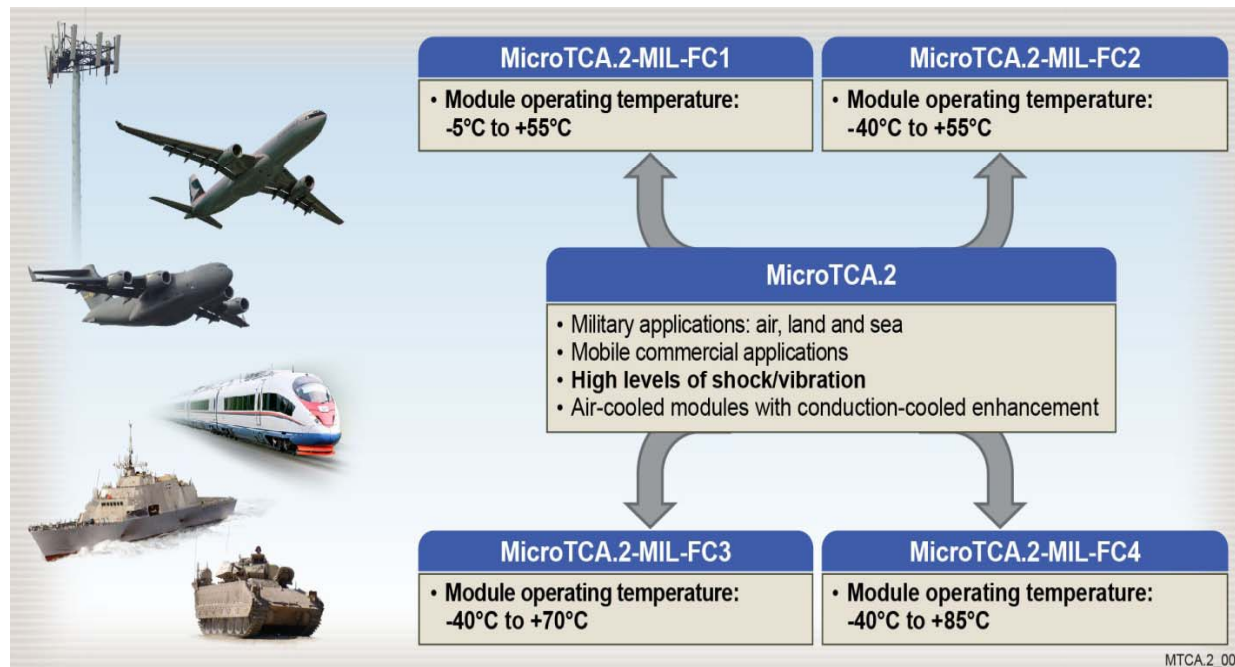 MicroTCA.2-MIL-FC1
• Module operating temperature:
-5°C to +55°C
MicroTCA.2-MIL-FC2
• Module operating temperature:
-40°C to +55°C
MicroTCA.2
• Military applications: air, land and sea
• Mobile commercial applications
• High levels of shock/vibration
• Air-cooled modules with conduction-cooled enhancement
MicroTCA.2-MIL-FC3
• Module operating temperature:
-40°C to +70°C
MicroTCA.2-MIL-FC4
• Module operating temperature:
-40°C to +85°C
MTCA.2_00